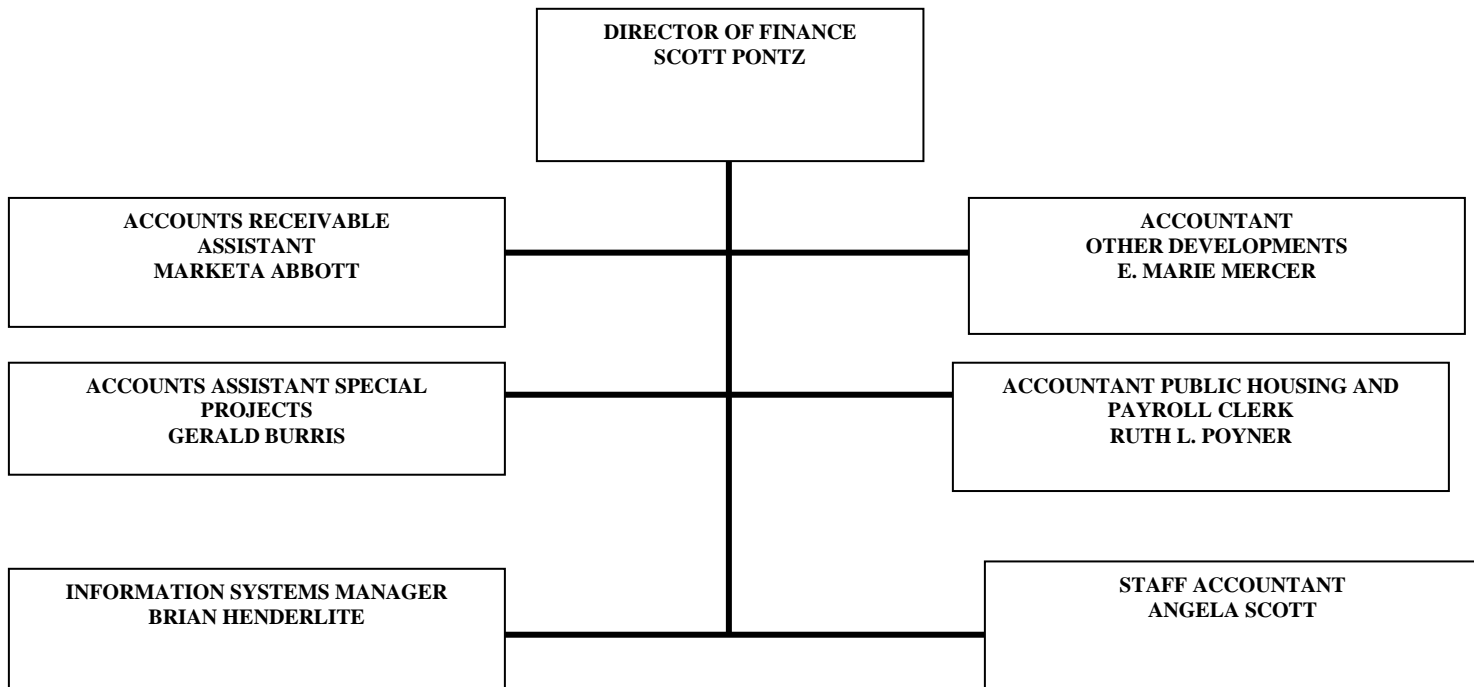 DIRECTOR OF FINANCE
SCOTT PONTZ
ACCOUNTS RECEIVABLE
ASSISTANT
MARKETA ABBOTT
ACCOUNTANT
OTHER DEVELOPMENTS
E. MARIE MERCER
ACCOUNTS ASSISTANT SPECIAL
PROJECTS
GERALD BURRIS
ACCOUNTANT PUBLIC HOUSING AND
PAYROLL CLERK
RUTH L. POYNER
INFORMATION SYSTEMS MANAGER
BRIAN HENDERLITE
STAFF ACCOUNTANT
ANGELA SCOTT